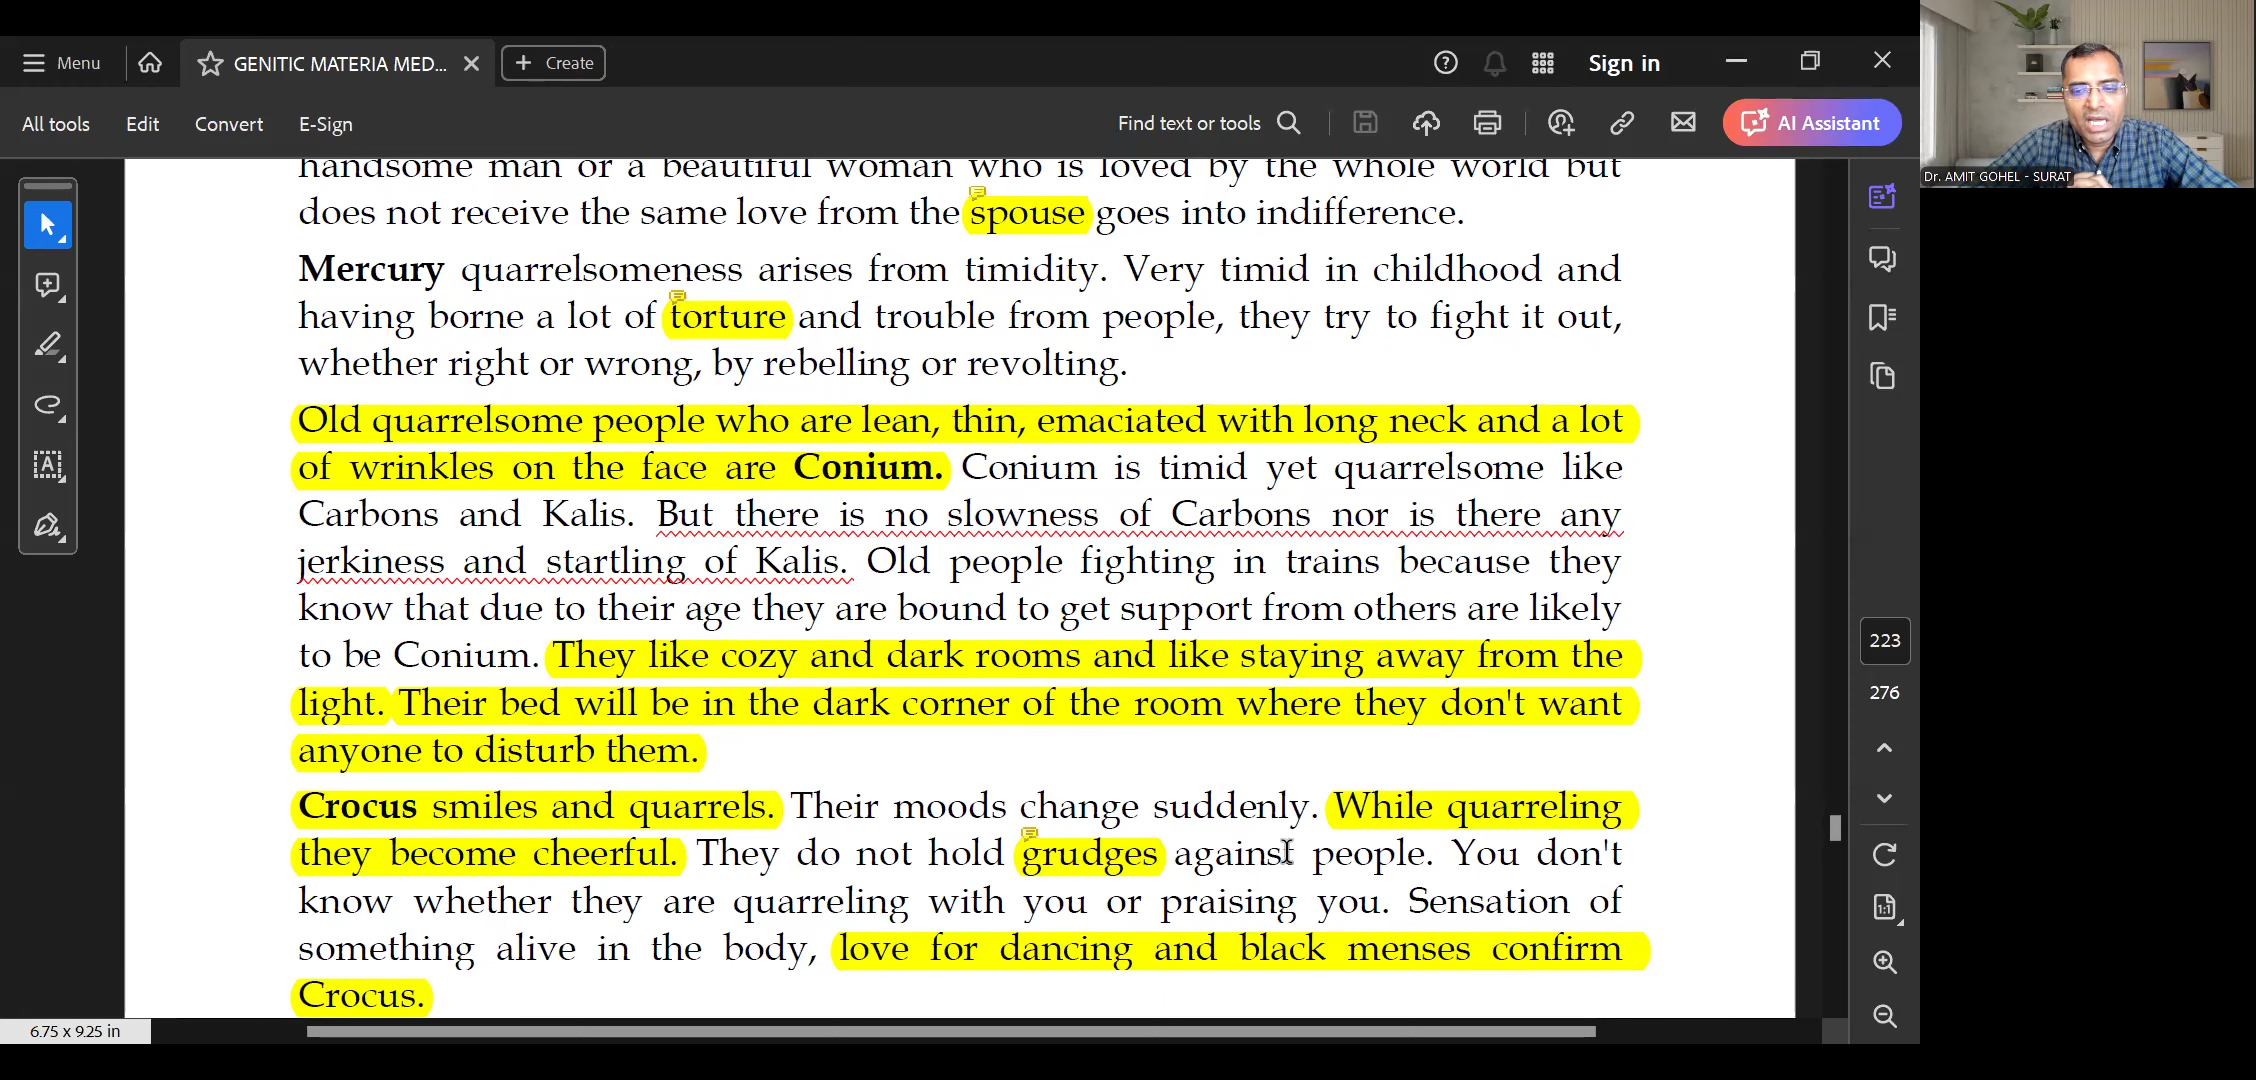 Menu
GENITIC MATERIA MED...
Create
Sign in
All tools
Edit
Convert
E-Sign
Find text or tools
AI Assistant
Dr. AMIT GOHEL - SURAT
handsome man or a beautiful woman who is loved by the whole world but
does not receive the same love from the spouse goes into indifference.
Mercury quarrelsomeness arises from timidity. Very timid in childhood and
having borne a lot of torture and trouble from people, they try to fight it out,
whether right or wrong, by rebelling or revolting.
Old quarrelsome people who are lean, thin, emaciated with long neck and a lot
of wrinkles on the face are Conium. Conium is timid yet quarrelsome like
Carbons and Kalis. But there is no slowness of Carbons nor is there any
jerkiness and startling of Kalis. Old people fighting in trains because they
know that due to their age they are bound to get support from others are likely
to be Conium. They like cozy and dark rooms and like staying away from the
light. Their bed will be in the dark corner of the room where they don't want
anyone to disturb them.
Crocus smiles and quarrels. Their moods change suddenly. While quarreling
they become cheerful. They do not hold grudges against people. You don't
know whether they are quarreling with you or praising you. Sensation of
something alive in the body, love for dancing and black menses confirm
Crocus.
223
276
1:1
6.75 x 9.25 in